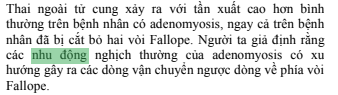 Thai ngoài tử cung xảy ra với tần xuất cao hơn bình
thường trên bệnh nhân có adenomyosis, ngay cả trên bệnh
nhân đã bị cắt bỏ hai vòi Fallope. Người ta giả định rằng
các nhu động nghịch thường của adenomyosis có xu
hướng gây ra các dòng vận chuyển ngược dòng về phía vòi
Fallope.